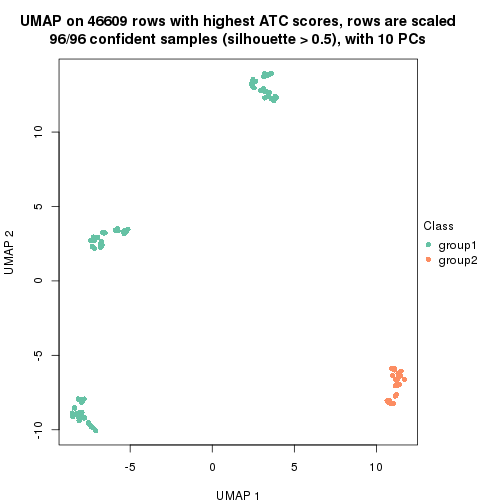 UMAP on 46609 rows with highest ATC scores, rows are scaled
96/96 confident samples (silhouette > 0.5), with 10 PCs
10
5
0
-5
-10
UMAP 2
-5
0
5
10
UMAP 1
Class
group1
group2